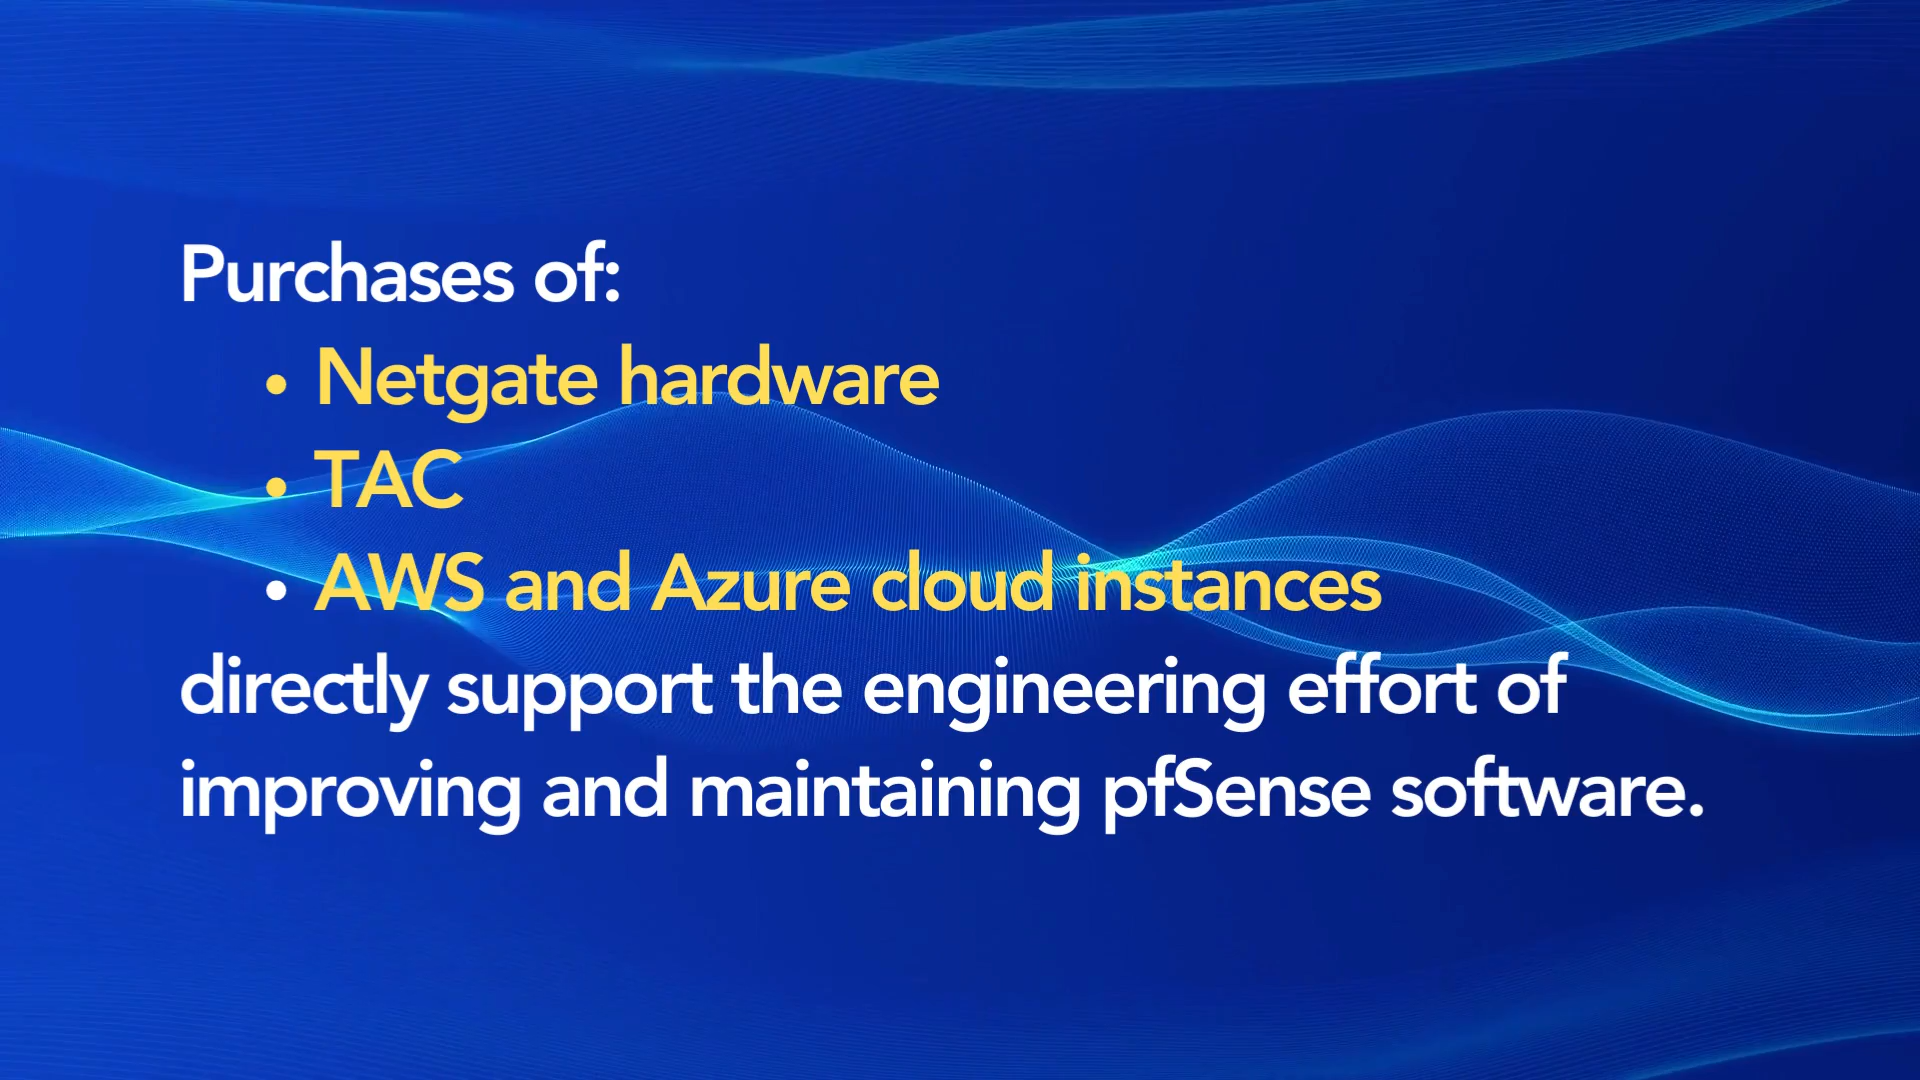 Purchases of:
• Netgate hardware
• TAC
• AWS and Azure cloud instances
directly support the engineering effort of
improving and maintaining pfSense software.